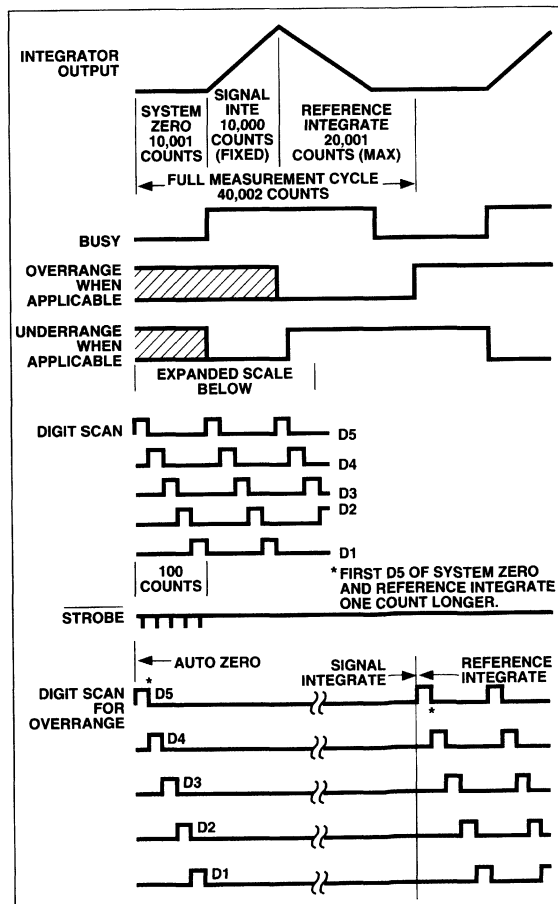 INTEGRATOR
OUTPUT
SYSTEM
ZERO
10,001
COUNTS
SIGNAL
INTE
10,000
COUNTS
(FIXED)
REFERENCE
INTEGRATE
20,001
COUNTS (MAX)
FULL MEASUREMENT CYCLE
40,002 COUNTS
BUSY
OVERRANGE
WHEN
APPLICABLE
UNDERRANGE
WHEN
APPLICABLE
EXPANDED SCALE
BELOW
DIGIT SCAN
D5
D4
D3
D2
D1
100
COUNTS
* FIRST D5 OF SYSTEM ZERO
AND REFERENCE INTEGRATE
ONE COUNT LONGER.
STROBE
AUTO ZERO
SIGNAL
INTEGRATE
REFERENCE
INTEGRATE
DIGIT SCAN
FOR
OVERRANGE
* D5
*
D4
D3
D2
D1